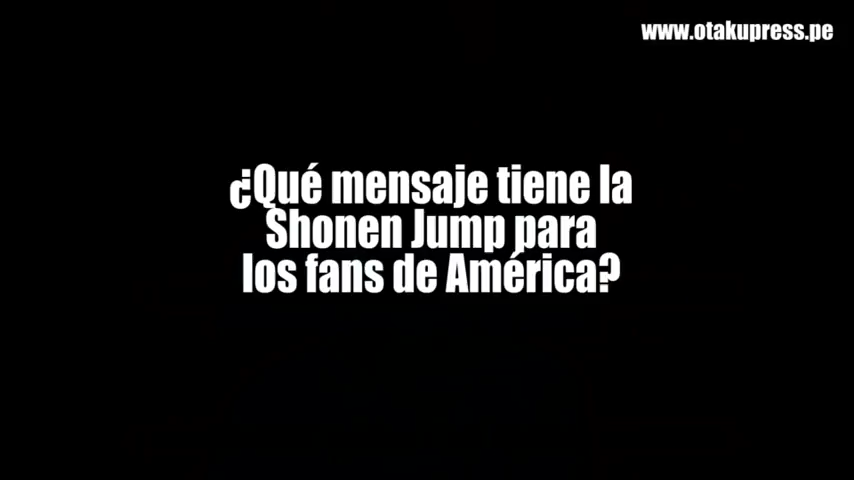 www.otakupress.pe
¿Qué mensaje tiene la
Shonen Jump para
los fans de América?